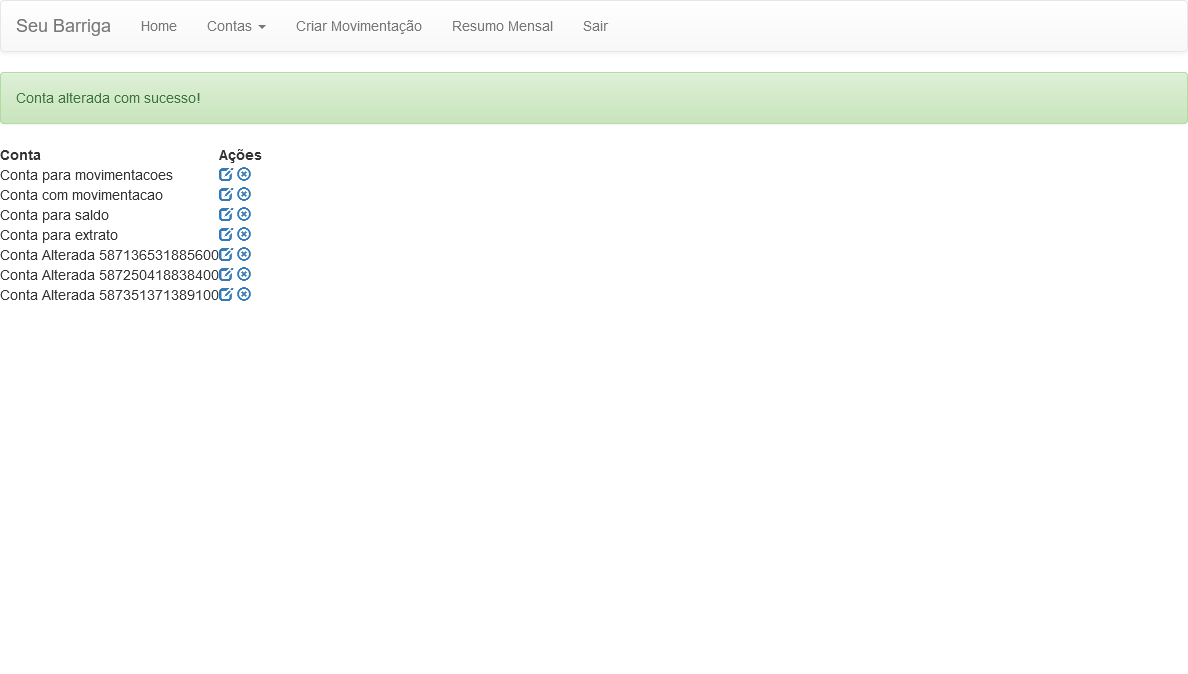 Seu Barriga Home Contas Criar Movimentação Resumo Mensal Sair
Conta alterada com sucesso!
Conta Ações
Conta para movimentacoes
Conta com movimentacao
Conta para saldo
Conta para extrato
Conta Alterada 587136531885600
Conta Alterada 587250418838400
Conta Alterada 587351371389100